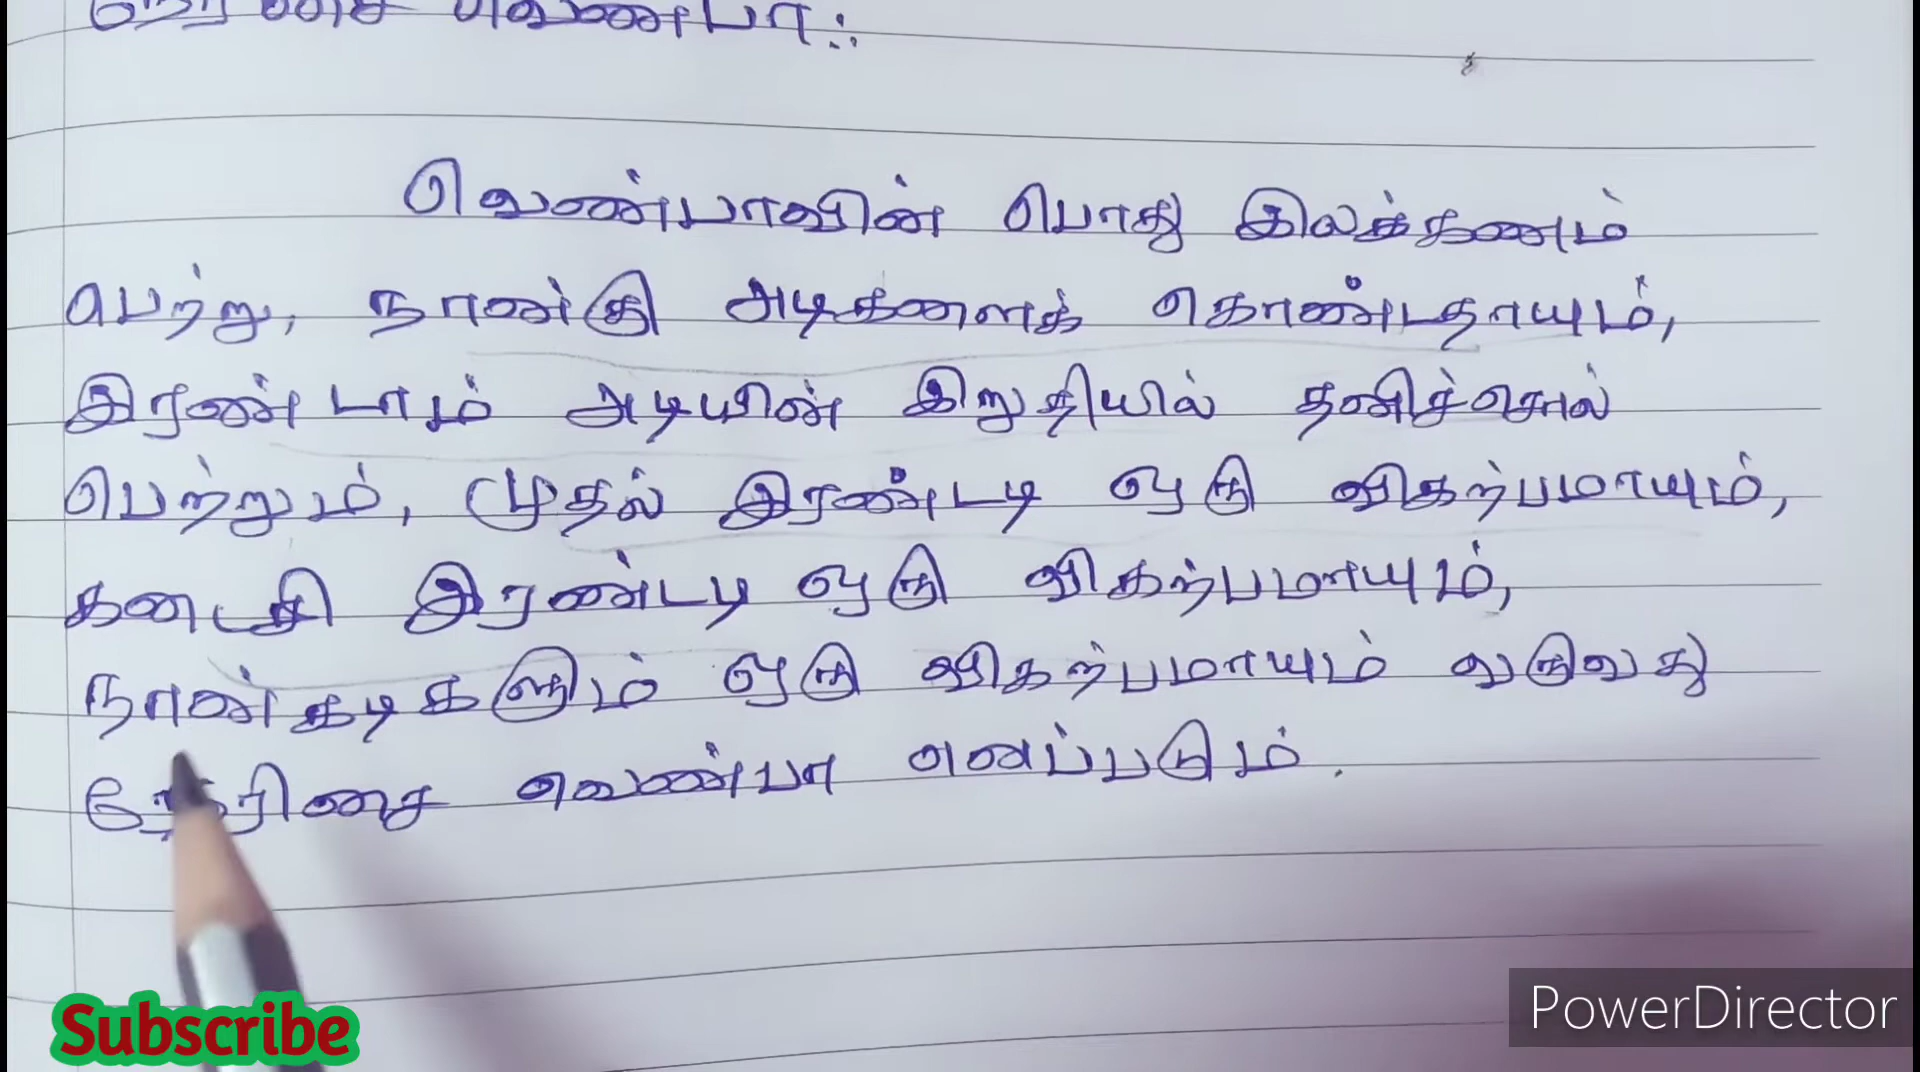 நேரிசை வெண்பா :
வெண்பாவின் பொது இலக்கணம்
பெற்று, நான்கு அடிகளைக் கொண்டதாயும்,
இரண்டாம் அடியின் இறுதியில் தனிச்சொல்
பெற்றும், முதல் இரண்டடி ஒரு விகற்பமாயும்,
கடைசி இரண்டடி ஒரு விகற்பமாயும்,
நான்கடிகளும் ஒரு விகற்பமாயும் வருவது
நேரிசை வெண்பா எனப்படும்.
Subscribe
PowerDirector